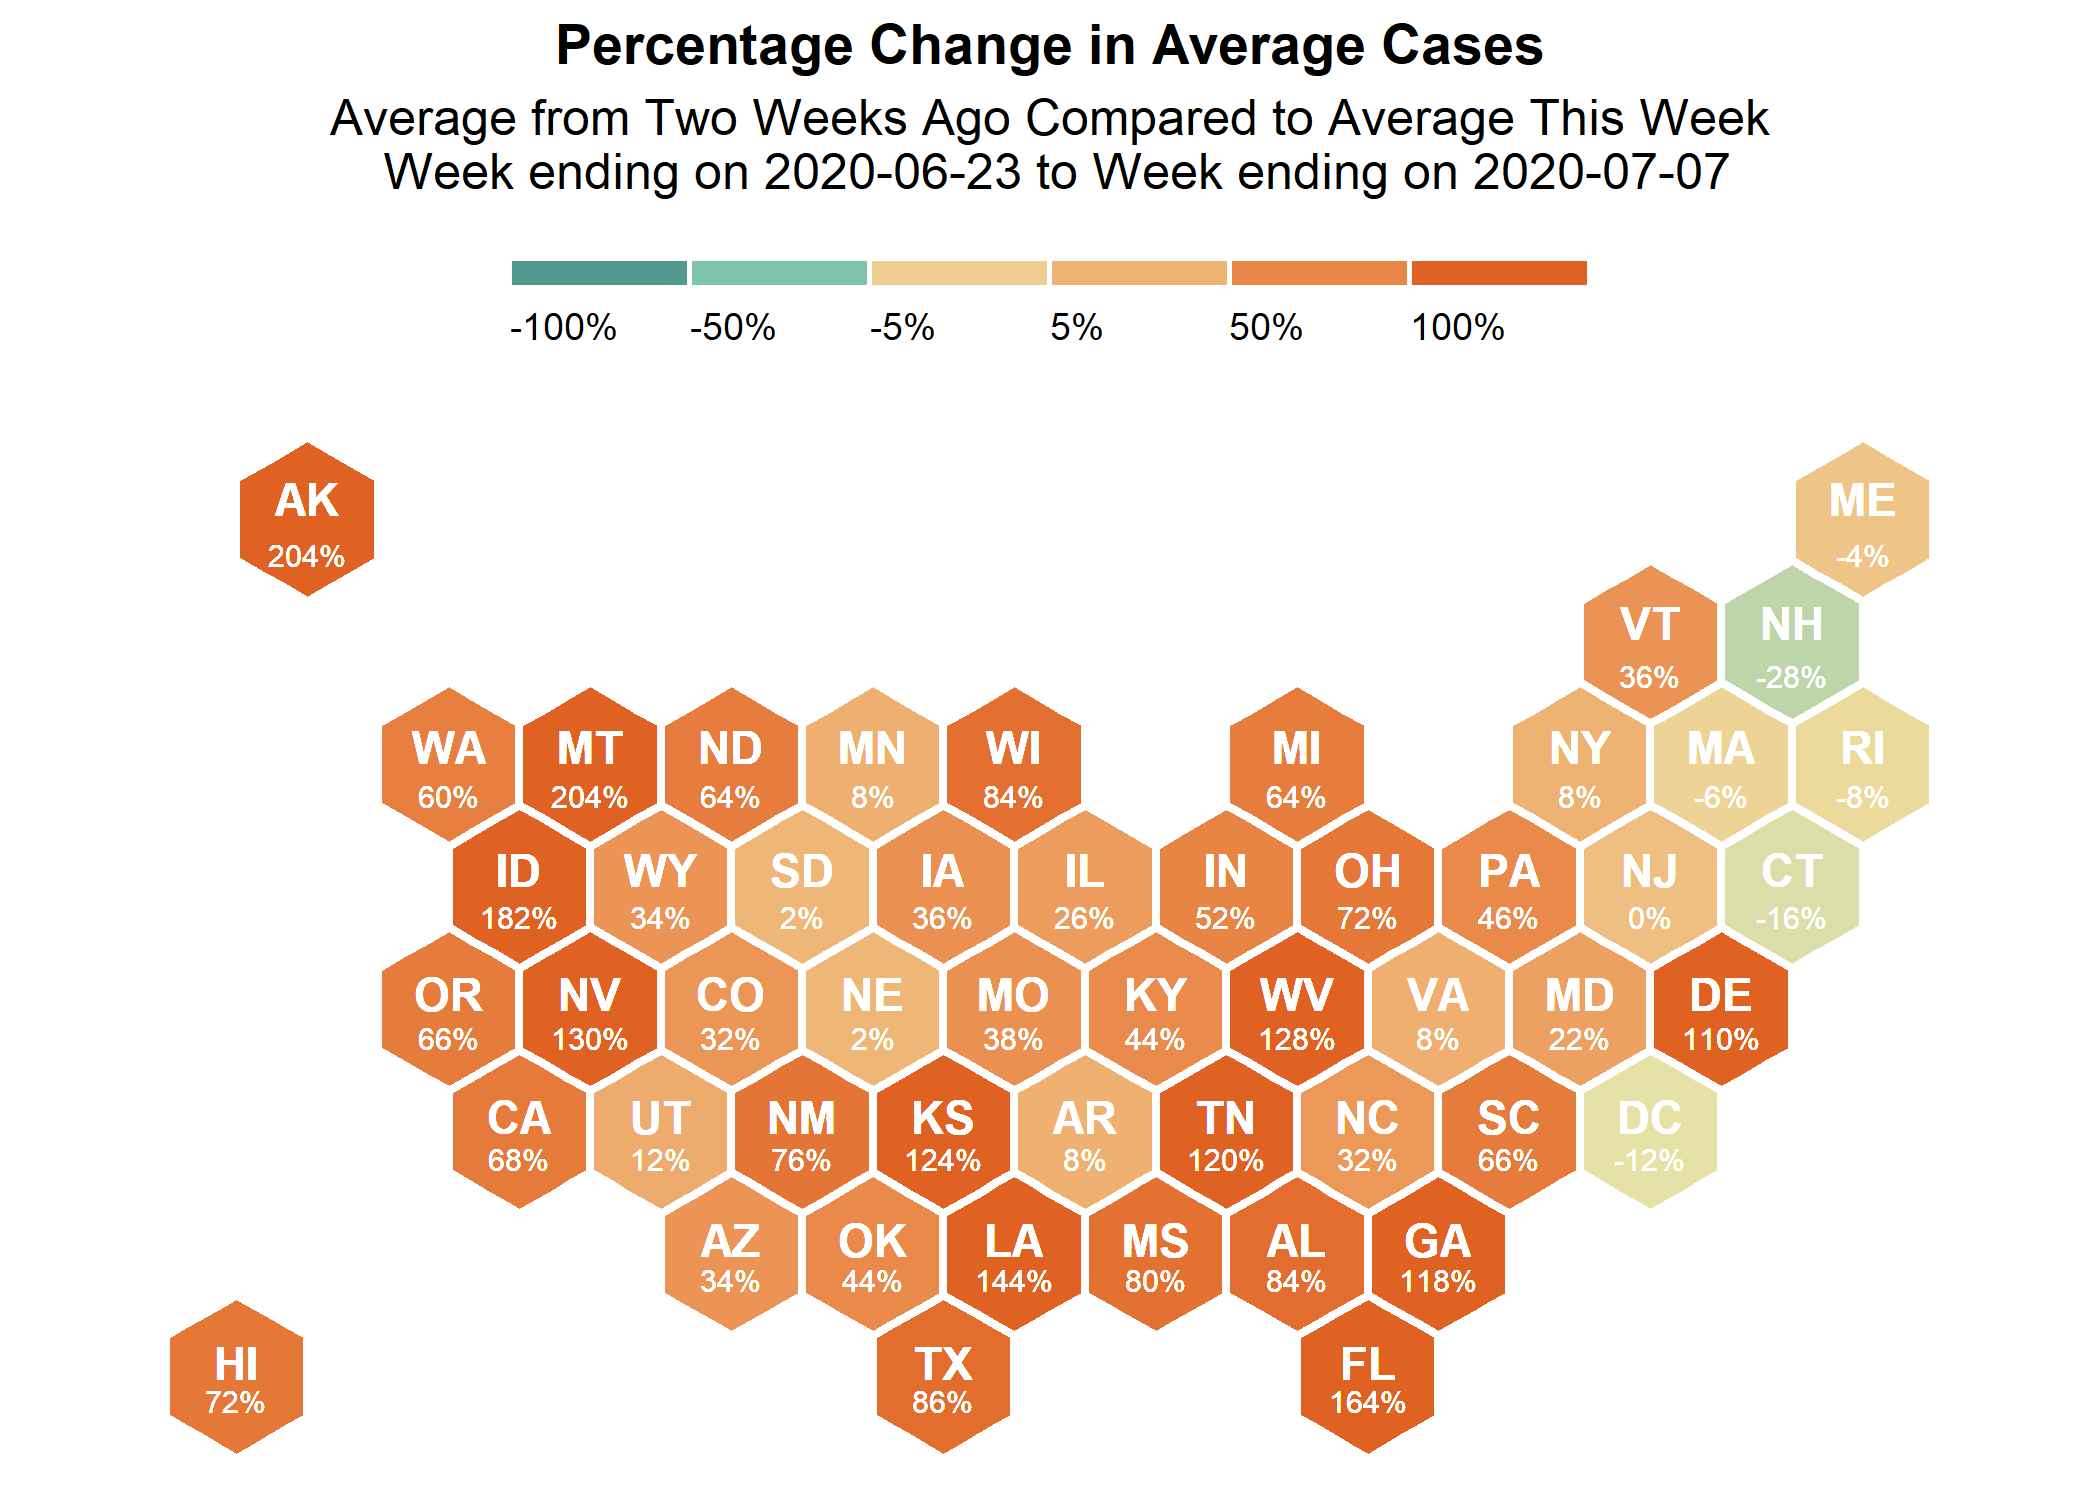 Percentage Change in Average Cases
Average from Two Weeks Ago Compared to Average This Week
Week ending on 2020-06-23 to Week ending on 2020-07-07
-100% -50% -5% 5% 50% 100%
AK ME
204% -4%
VT NH
36% -28%
WA MT ND MN WI MI NY MA RI
60% 204% 64% 8% 84% 64% 8% -6% -8%
ID WY SD IA IL IN OH PA NJ CT
182% 34% 2% 36% 26% 52% 72% 46% 0% -16%
OR NV CO NE MO KY WV VA MD DE
66% 130% 32% 2% 38% 44% 128% 8% 22% 110%
CA UT NM KS AR TN NC SC DC
68% 12% 76% 124% 8% 120% 32% 66% -12%
AZ OK LA MS AL GA
34% 44% 144% 80% 84% 118%
HI TX FL
72% 86% 164%